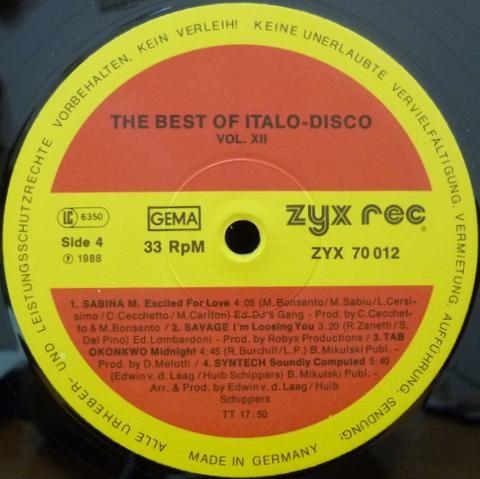 ALLE URHEBER- UND LEISTUNGSSCHUTZRECHTE VORBEHALTEN, KEIN VERLEIH! KEINE UNERLAUBTE VERVIELFÄLTIGUNG, VERMIETUNG, AUFFÜHRUNG, SENDUNG!
THE BEST OF ITALO-DISCO
VOL. XII
LC 6350
GEMA
zyx rec
Side 4
33 RpM
ZYX 70 012
℗ 1988
1. SABINA M. Excited For Love 4:05 (M.Bonsanto/M.Sabiu/L.Cersi-
simo/C.Cecchetto/M.Carlton) Ed.DJ's Gang - Prod.by C.Cecchet-
to & M.Bonsanto/ 2. SAVAGE I'm Loosing You 3:20 (R.Zanetti/S.
Dal Pino) Ed.Lombardoni - Prod. by Robyx Productions/ 3. TAB
OKONKWO Midnight 4:45 (R.Burchill/L.P.) B.Mikulski Publ. -
Prod. by D.Melotti/ 4. SYNTECH Soundly Computed 5:40
(Edwin v. d. Laag/Huib Schippers) B. Mikulski Publ. -
Arr. & Prod. by Edwin v. d. Laag/Huib
Schippers
TT 17:50
MADE IN GERMANY